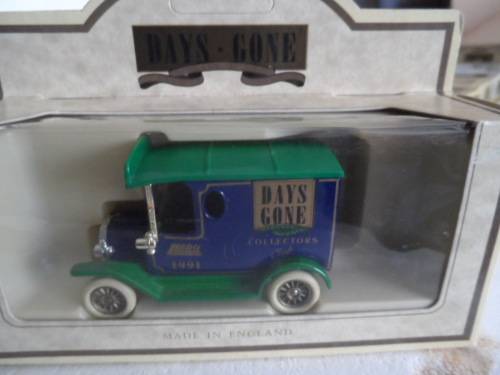 DAYS · GONE
DAYS
GONE
COLLECTORS
1991
MADE IN ENGLAND